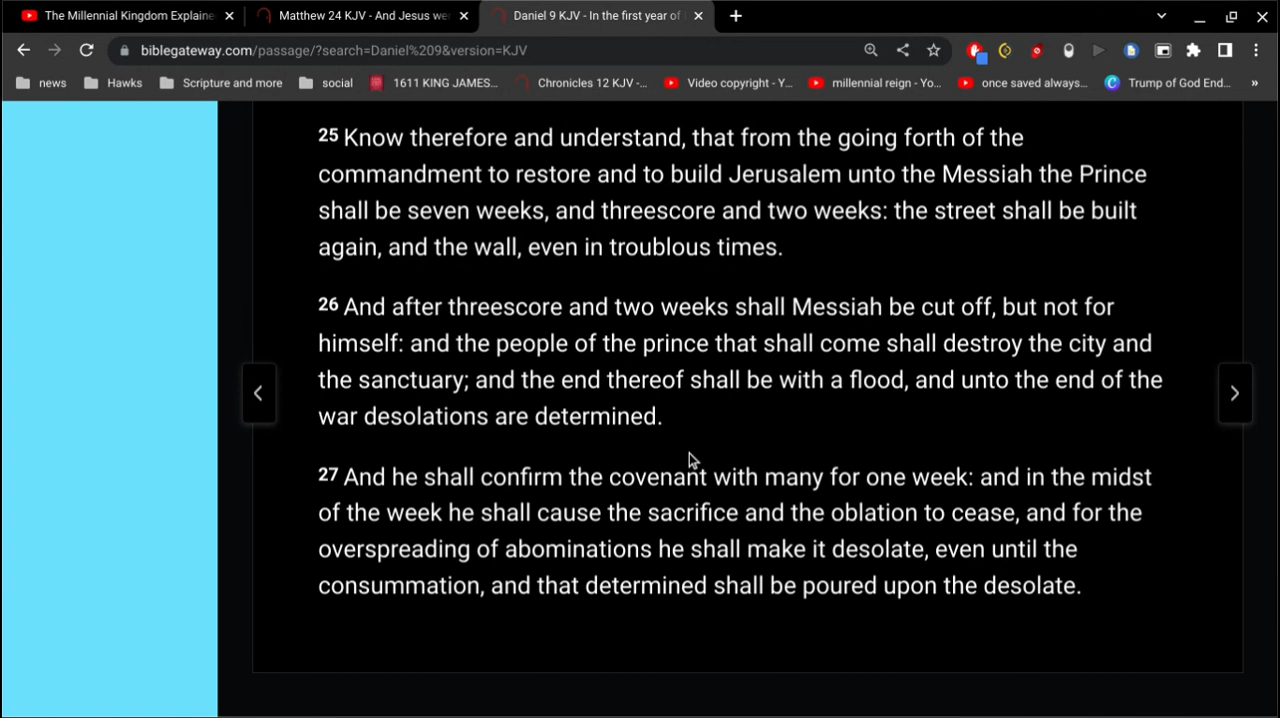 The Millennial Kingdom Explaine
Matthew 24 KJV - And Jesus we
Daniel 9 KJV - In the first year of
biblegateway.com/passage/?search=Daniel%209&version=KJV
news
Hawks
Scripture and more
social
1611 KING JAMES...
Chronicles 12 KJV -...
Video copyright - Y...
millennial reign - Yo...
once saved always...
Trump of God End...
»
25 Know therefore and understand, that from the going forth of the
commandment to restore and to build Jerusalem unto the Messiah the Prince
shall be seven weeks, and threescore and two weeks: the street shall be built
again, and the wall, even in troublous times.
26 And after threescore and two weeks shall Messiah be cut off, but not for
himself: and the people of the prince that shall come shall destroy the city and
the sanctuary; and the end thereof shall be with a flood, and unto the end of the
war desolations are determined.
27 And he shall confirm the covenant with many for one week: and in the midst
of the week he shall cause the sacrifice and the oblation to cease, and for the
overspreading of abominations he shall make it desolate, even until the
consummation, and that determined shall be poured upon the desolate.